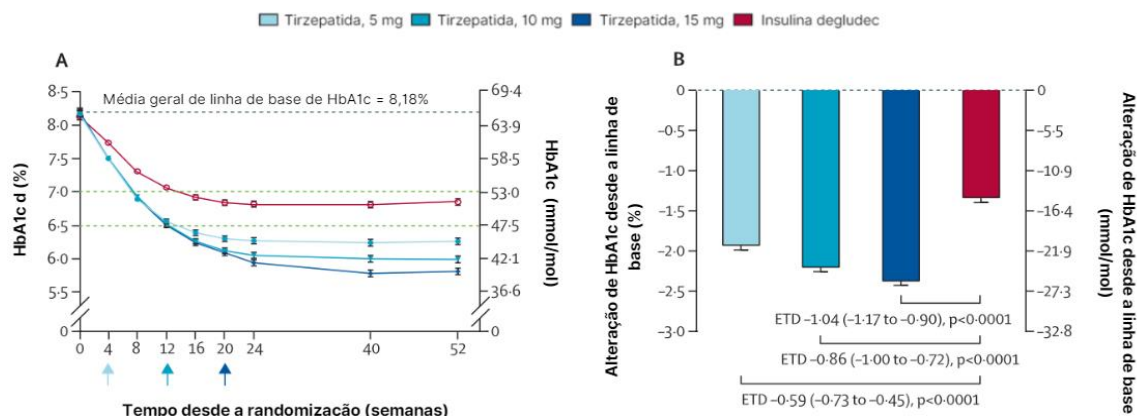 Tirzepatida, 5 mg Tirzepatida, 10 mg Tirzepatida, 15 mg Insulina degludec
A
Média geral de linha de base de HbA1c = 8,18%
HbA1c d (%)
8·5
8·0
7·5
7·0
6·5
6·0
5·5
0
HbA1c (mmol/mol)
69·4
63·9
58·5
53·0
47·5
42·1
36·6
0
0 4 8 12 16 20 24 40 52
Tempo desde a randomização (semanas)
B
Alteração de HbA1c desde a linha de
base (%)
0
-0·5
-1·0
-1·5
-2·0
-2·5
-3·0
0
-5·5
-10·9
-16·4
-21·9
-27·3
-32·8
Alteração de HbA1c desde a linha de base
(mmol/mol)
ETD -1·04 (-1·17 to -0·90), p<0·0001
ETD -0·86 (-1·00 to -0·72), p<0·0001
ETD -0·59 (-0·73 to -0·45), p<0·0001